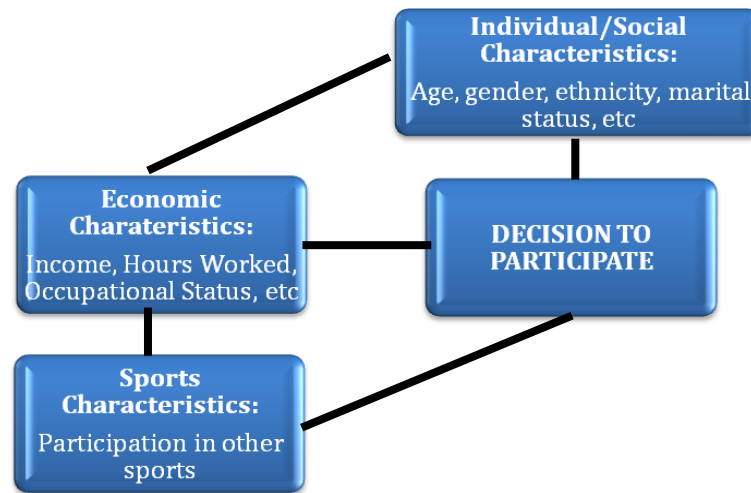 Individual/Social
Characteristics:
Age, gender, ethnicity, marital
status, etc
Economic
Charateristics:
Income, Hours Worked,
Occupational Status, etc
DECISION TO
PARTICIPATE
Sports
Characteristics:
Participation in other
sports